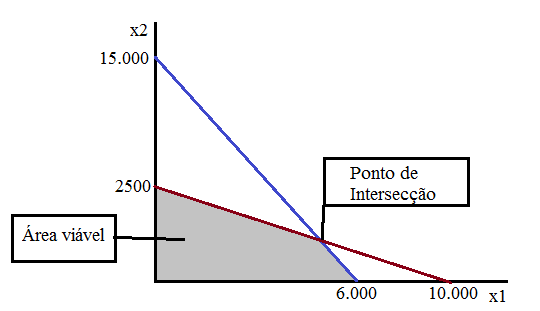 x2
15.000
Ponto de
Intersecção
2500
Área viável
6.000
10.000
x1